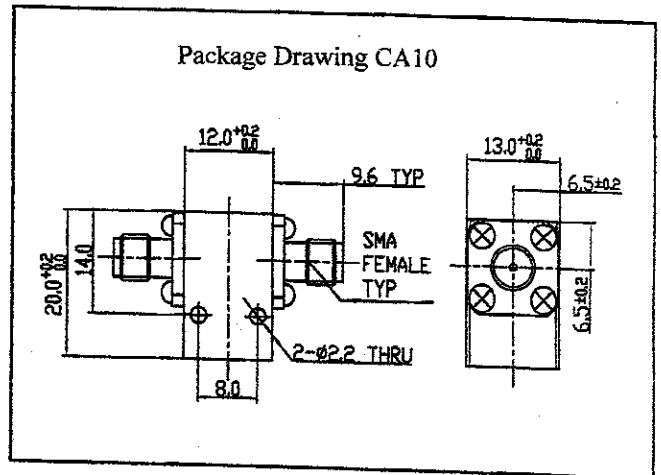 Package Drawing CA10
12.0+0.2 0.0
13.0+0.2 0.0
9.6 TYP
6.5±0.2
SMA
FEMALE
TYP
20.0+0.2 0.0
14.0
6.5±0.2
2-Ø2.2 THRU
8.0